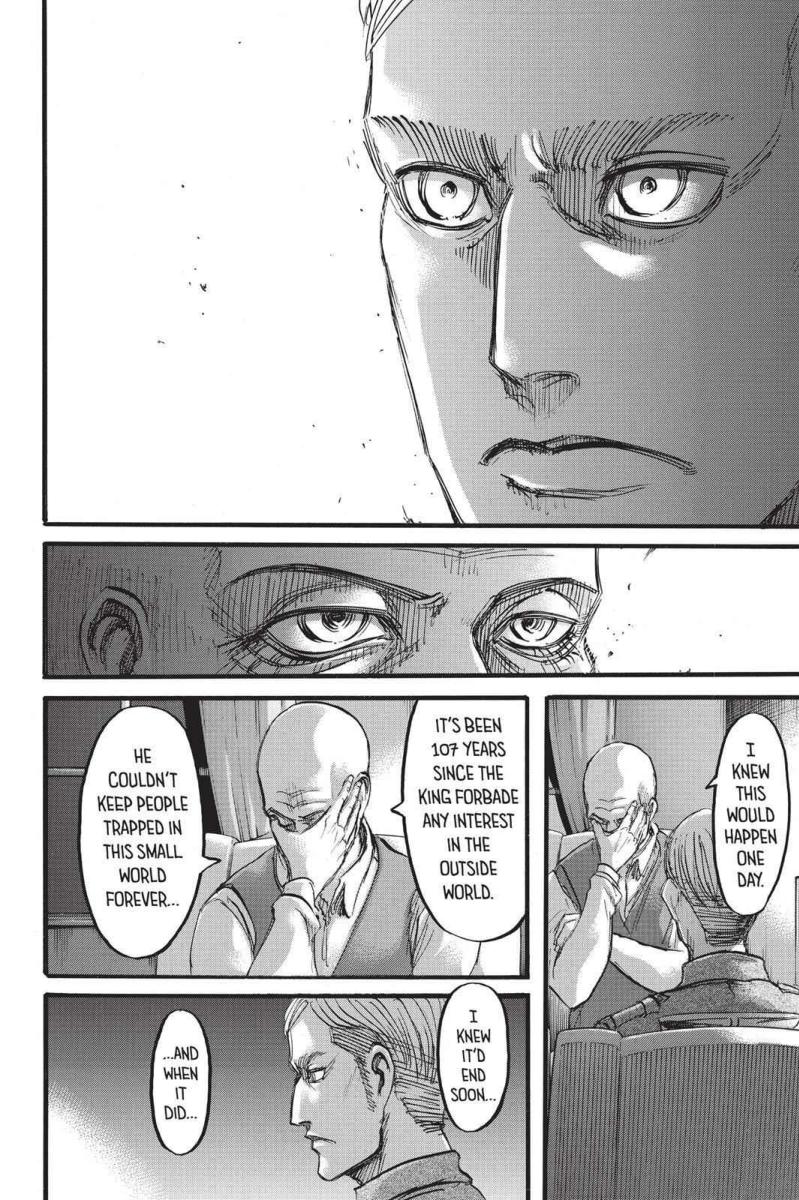 I
KNEW
THIS
WOULD
HAPPEN
ONE
DAY.
IT'S BEEN
107 YEARS
SINCE THE
KING FORBADE
ANY INTEREST
IN THE
OUTSIDE
WORLD.
HE
COULDN'T
KEEP PEOPLE
TRAPPED IN
THIS SMALL
WORLD
FOREVER...
I
KNEW
IT'D
END
SOON...
...AND
WHEN
IT
DID...